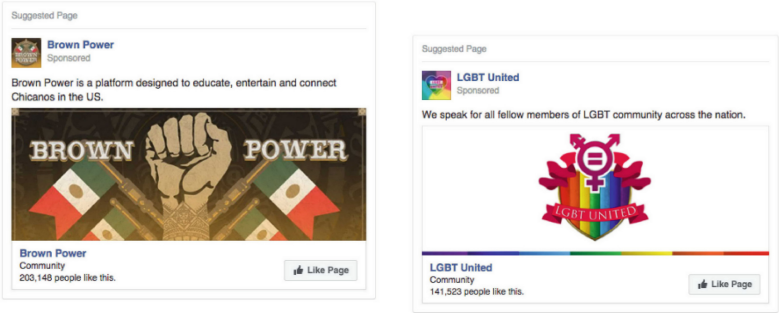 Suggested Page
Brown Power
Sponsored
Brown Power is a platform designed to educate, entertain and connect
Chicanos in the US.
BROWN POWER
Brown Power
Community
203,148 people like this.
Like Page
Suggested Page
LGBT United
Sponsored
We speak for all fellow members of LGBT community across the nation.
LGBT UNITED
LGBT United
Community
141,523 people like this.
Like Page